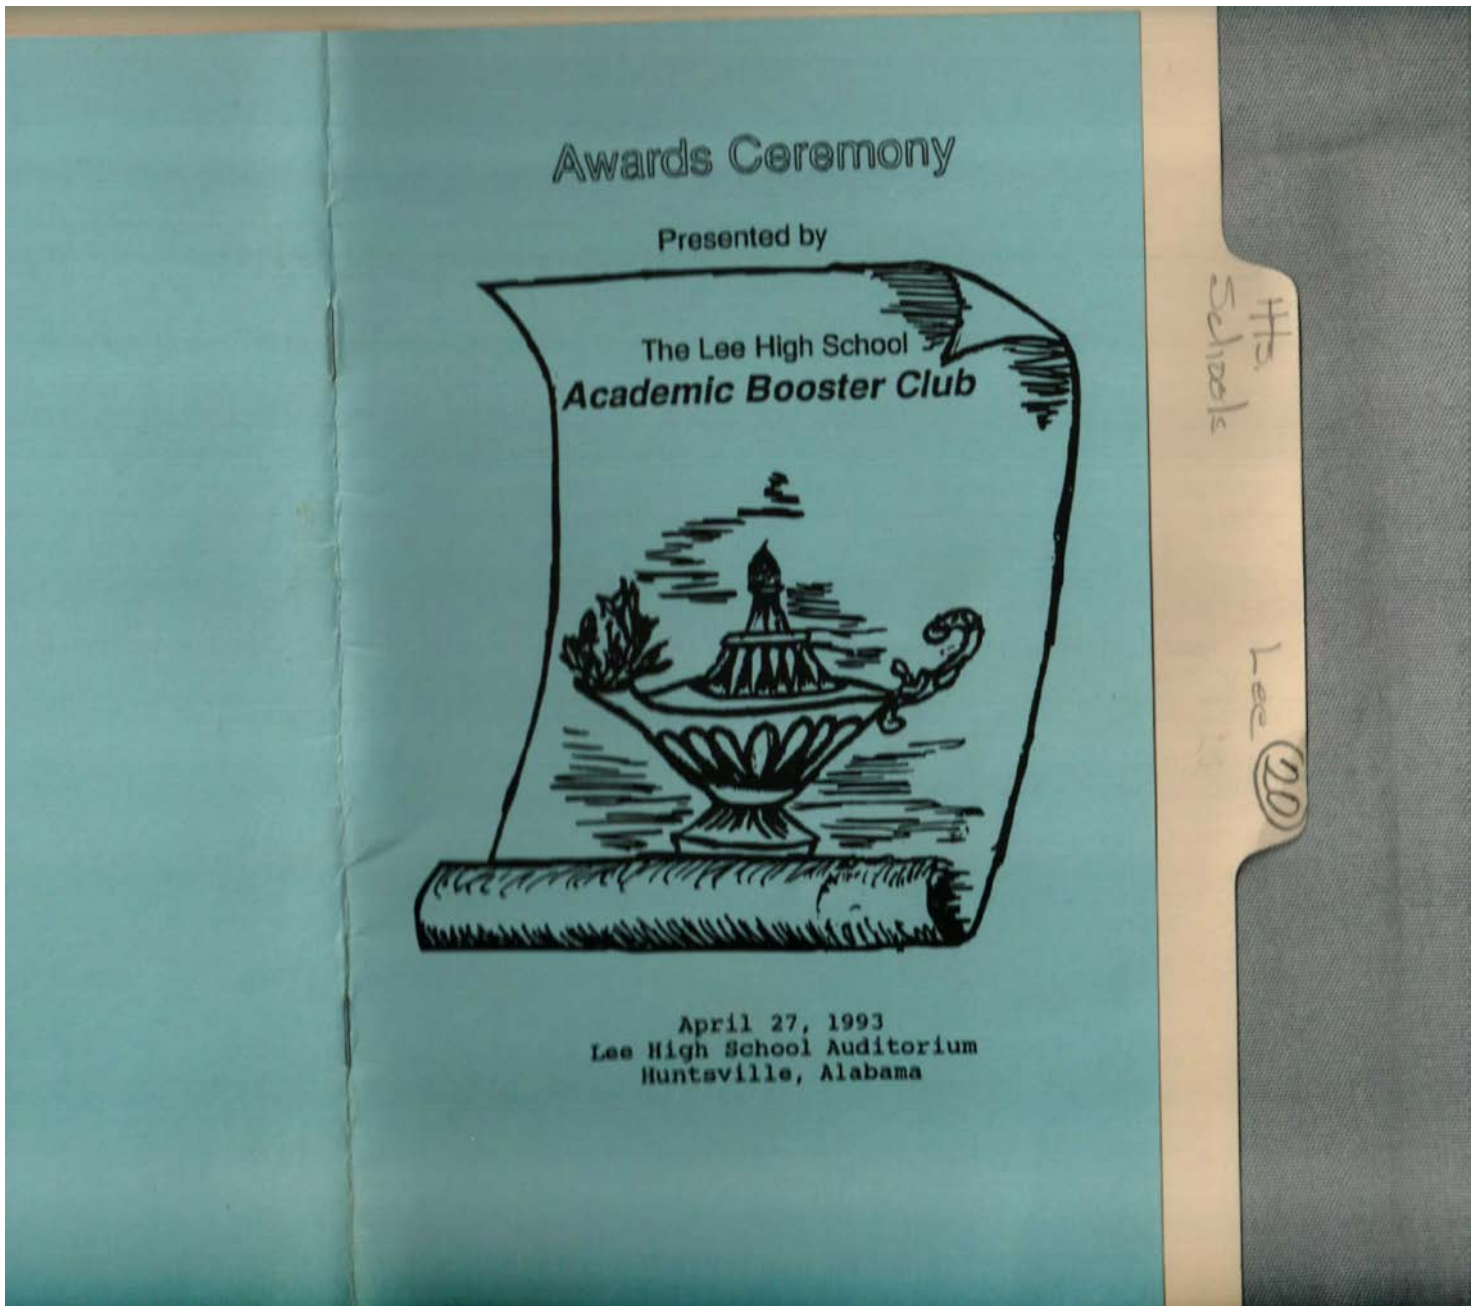 Awards Ceremony
Presented by
The Lee High School
Academic Booster Club
April 27, 1993
Lee High School Auditorium
Huntsville, Alabama
Schools
Lee 20